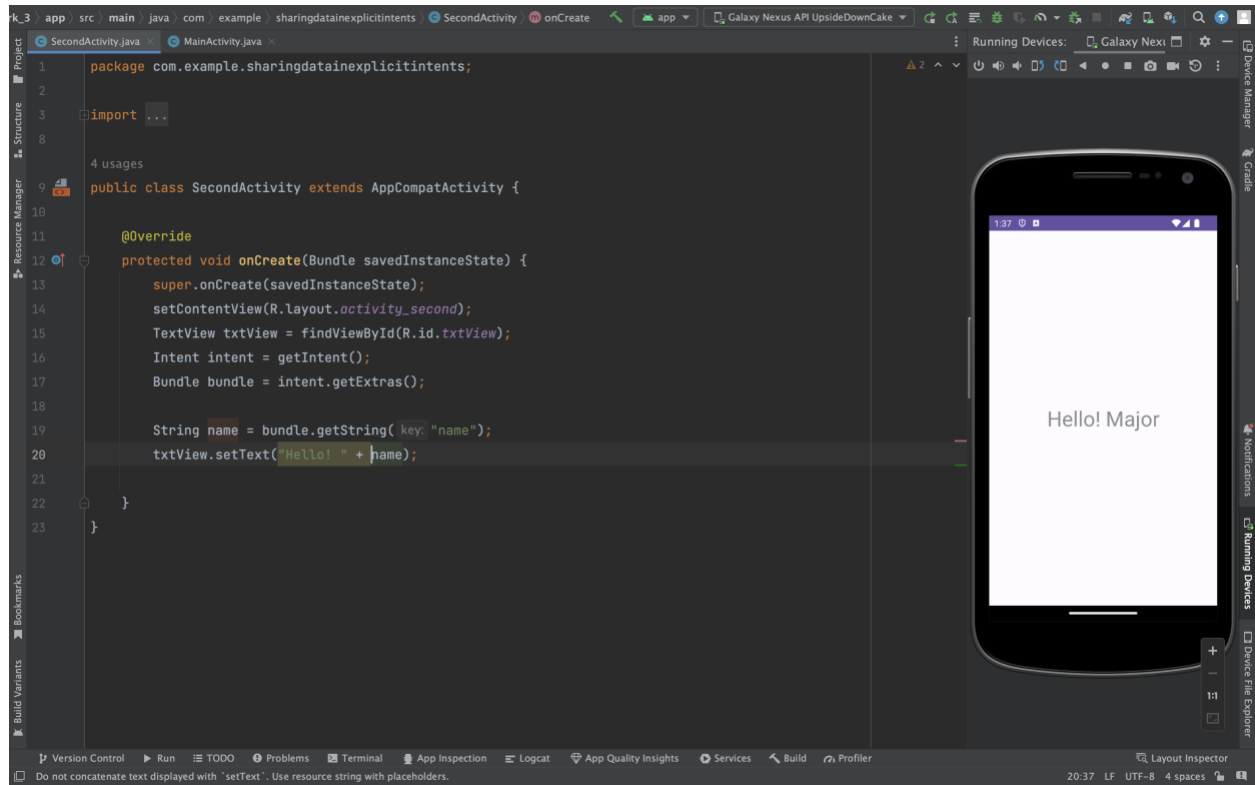 rk_3 app src main java com example sharingdatainexplicitintents SecondActivity onCreate app Galaxy Nexus API UpsideDownCake
SecondActivity.java MainActivity.java Running Devices: Galaxy Nexu
1 package com.example.sharingdatainexplicitintents; 2
2
3 import ...
8
4 usages
9 public class SecondActivity extends AppCompatActivity {
10
11 @Override
12 protected void onCreate(Bundle savedInstanceState) {
13 super.onCreate(savedInstanceState);
14 setContentView(R.layout.activity_second);
15 TextView txtView = findViewById(R.id.txtView);
16 Intent intent = getIntent();
17 Bundle bundle = intent.getExtras();
18
19 String name = bundle.getString( key: "name");
20 txtView.setText("Hello! " + name);
21
22 }
23 }
Project
Structure
Resource Manager
Bookmarks
Build Variants
1:37
Hello! Major
1:1
Device Manager
Gradle
Notifications
Running Devices
Device File Explorer
Version Control Run TODO Problems Terminal App Inspection Logcat App Quality Insights Services Build Profiler Layout Inspector
Do not concatenate text displayed with `setText`. Use resource string with placeholders. 20:37 LF UTF-8 4 spaces